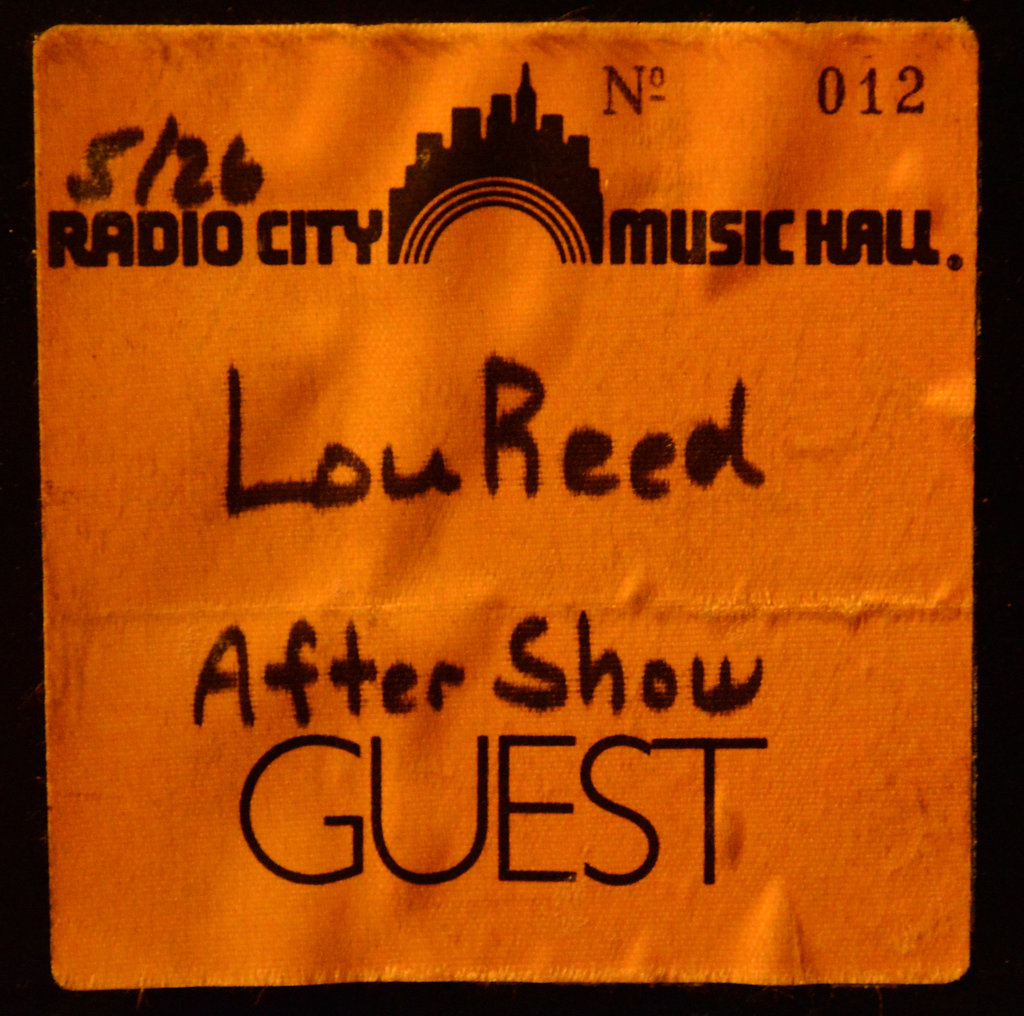 Nº 012
5/26
RADIO CITY MUSIC HALL®
Lou Reed
After Show
GUEST